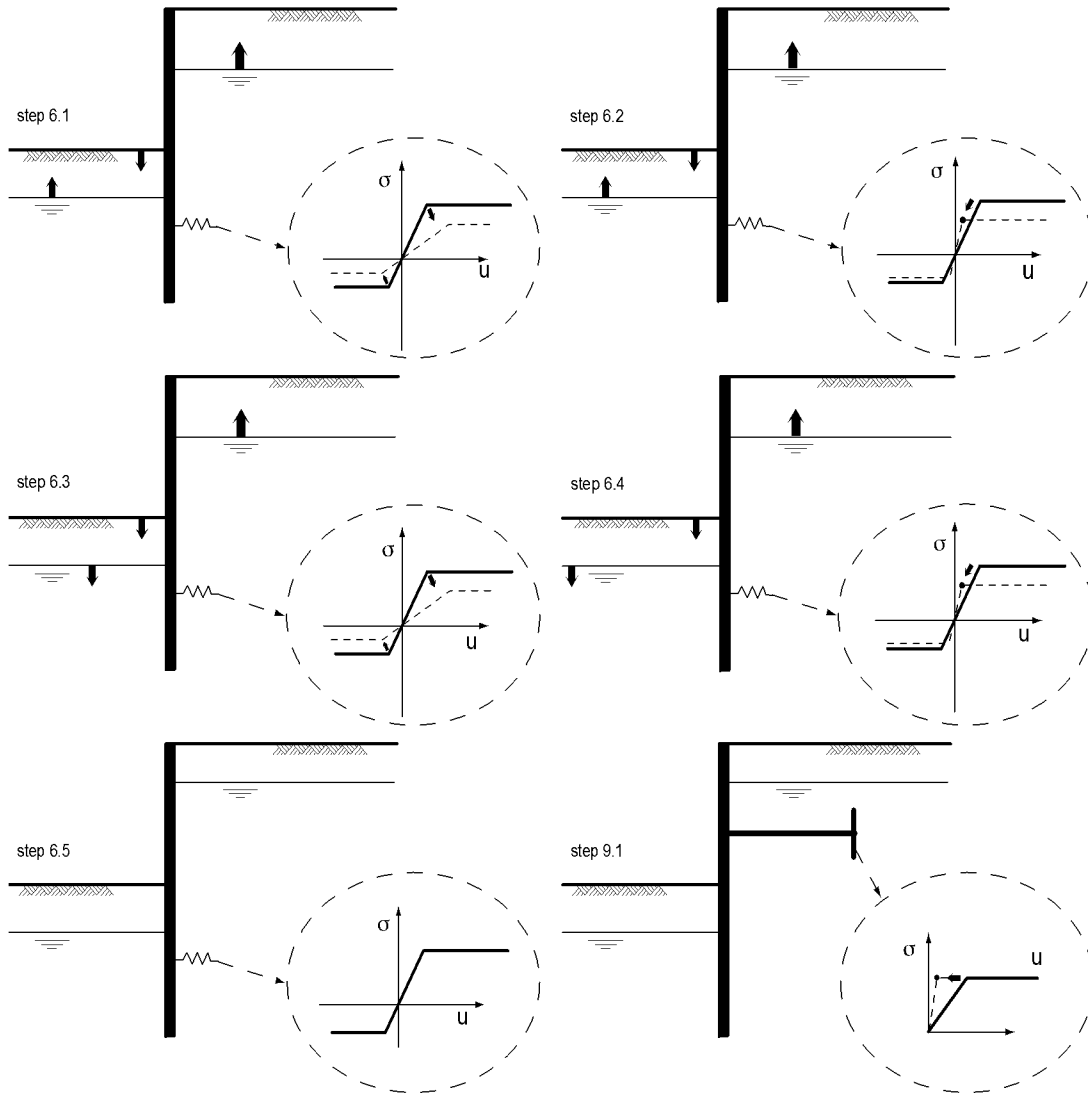 step 6.1
σ
u
step 6.2
σ
u
step 6.3
σ
u
step 6.4
σ
u
step 6.5
σ
u
step 9.1
σ
u